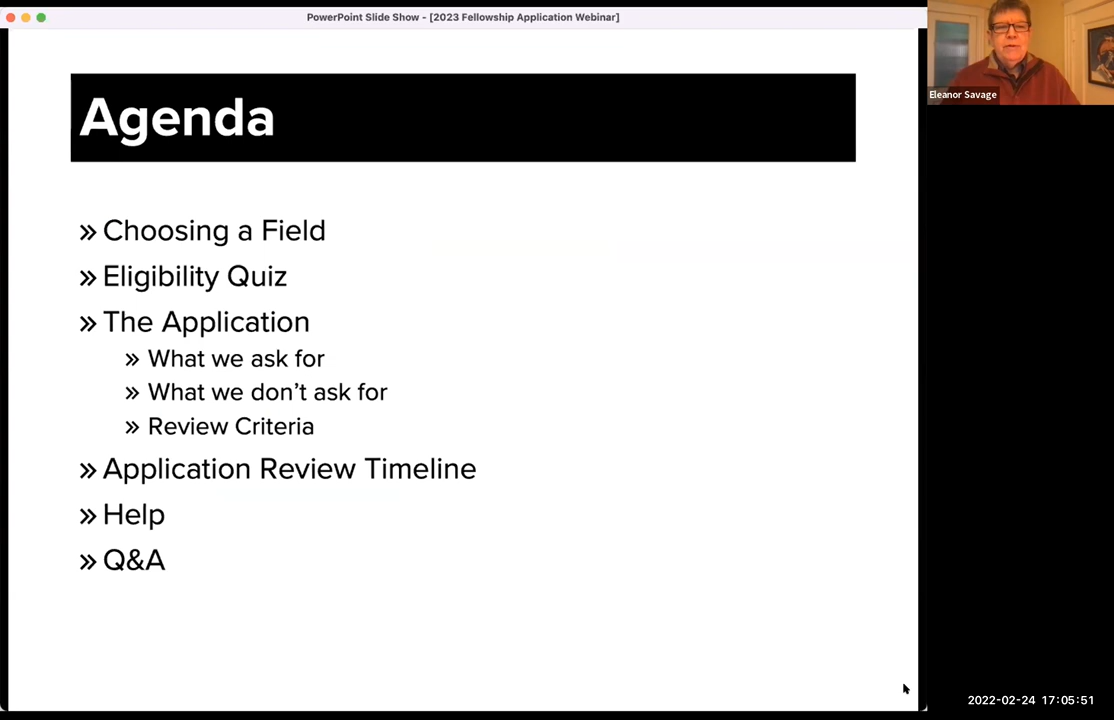 PowerPoint Slide Show - [2023 Fellowship Application Webinar]
Eleanor Savage
Agenda
» Choosing a Field
» Eligibility Quiz
» The Application
» What we ask for
» What we don’t ask for
» Review Criteria
» Application Review Timeline
» Help
» Q&A
2022-02-24 17:05:51